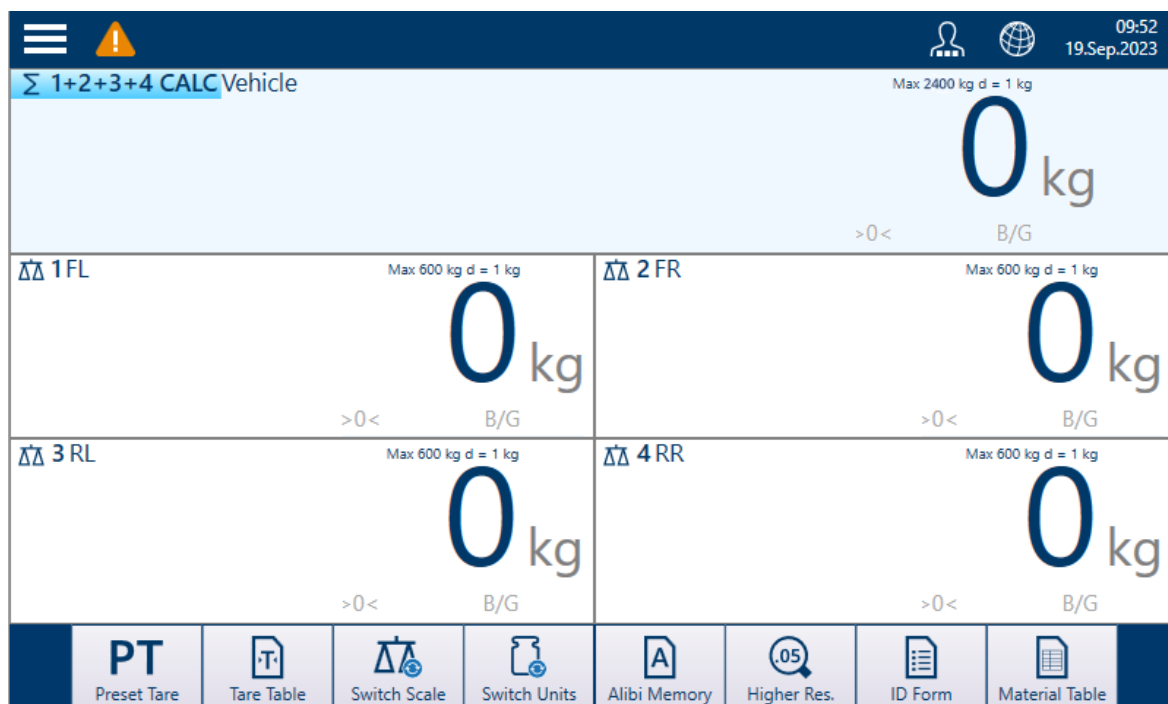 09:52
19.Sep.2023
Σ 1+2+3+4 CALC Vehicle
Max 2400 kg d = 1 kg
0 kg
>0< B/G
1 FL
Max 600 kg d = 1 kg
0 kg
>0< B/G
2 FR
Max 600 kg d = 1 kg
0 kg
>0< B/G
3 RL
Max 600 kg d = 1 kg
0 kg
>0< B/G
4 RR
Max 600 kg d = 1 kg
0 kg
>0< B/G
PT
Preset Tare
T
Tare Table
Switch Scale
Switch Units
A
Alibi Memory
.05
Higher Res.
ID Form
Material Table